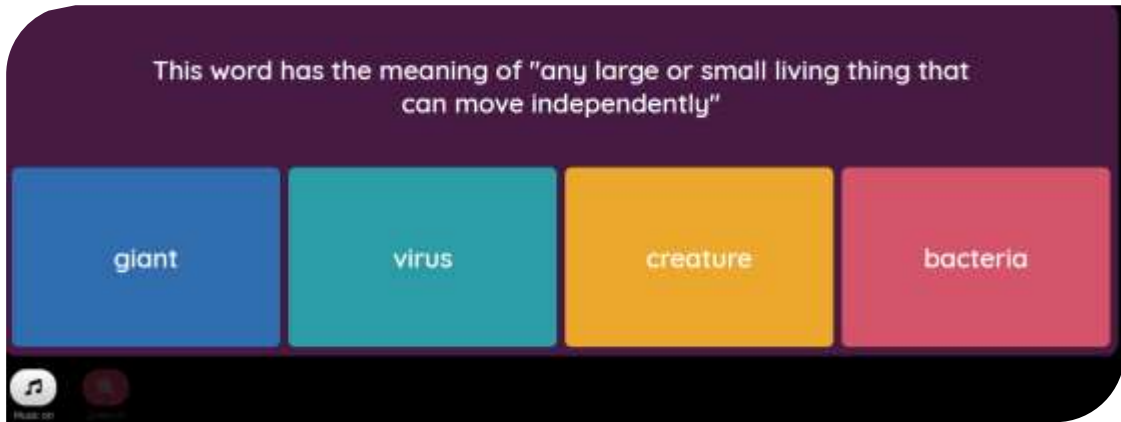 This word has the meaning of "any large or small living thing that
can move independently"
giant
virus
creature
bacteria
Music on